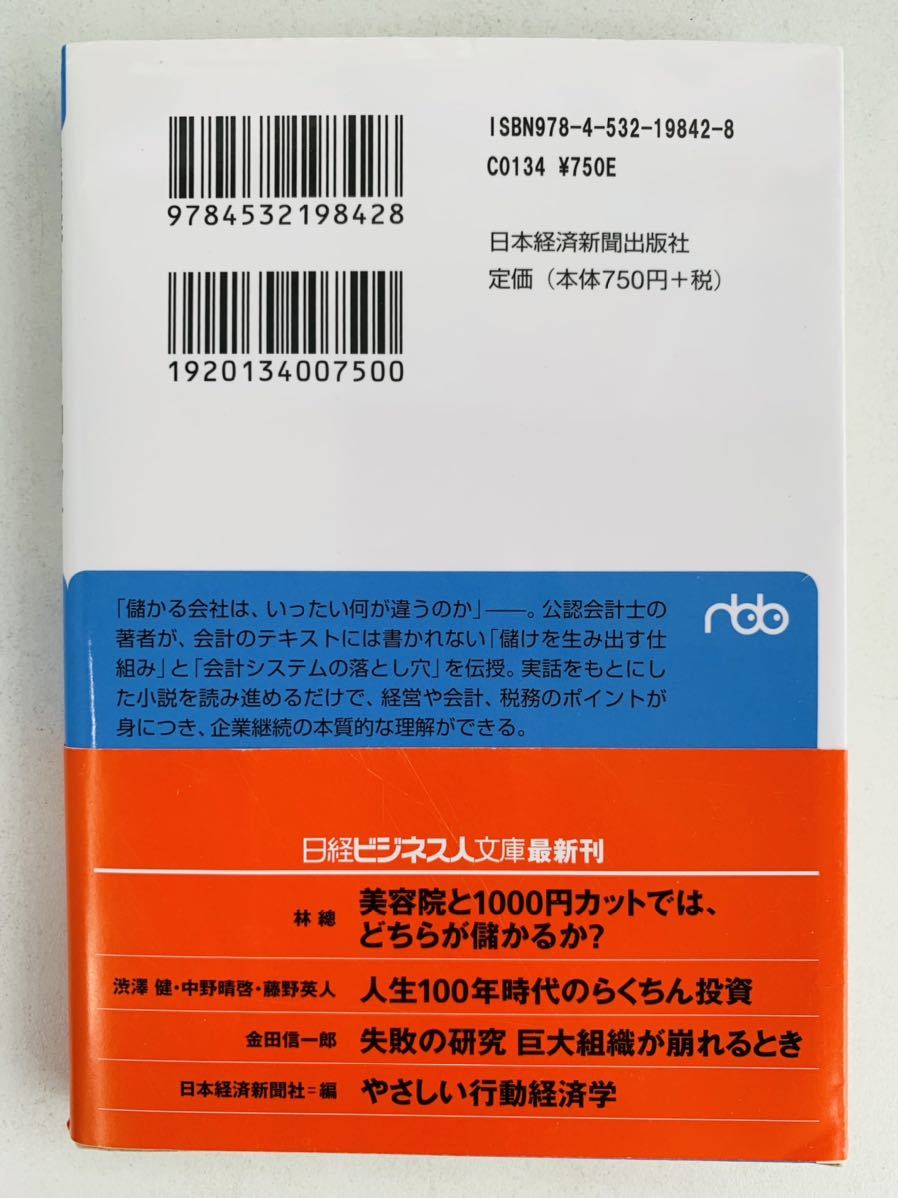 9784532198428
1920134007500
ISBN978-4-532-19842-8
C0134 ¥750E
日本経済新聞出版社
定価（本体750円＋税）
「儲かる会社は、いったい何が違うのか」――。公認会計士の
著者が、会計のテキストには書かれない「儲けを生み出す仕
組み」と「会計システムの落とし穴」を伝授。実話をもとにし
た小説を読み進めるだけで、経営や会計、税務のポイントが
身につき、企業継続の本質的な理解ができる。
nbb
日経ビジネス人文庫最新刊
林 總 美容院と1000円カットでは、
どちらが儲かるか？
渋澤 健・中野晴啓・藤野英人 人生100年時代のらくちん投資
金田信一郎 失敗の研究 巨大組織が崩れるとき
日本経済新聞社＝編 やさしい行動経済学